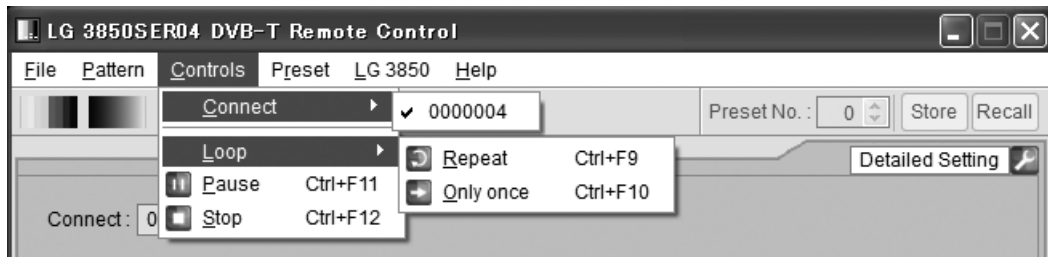 LG 3850SER04 DVB-T Remote Control
File Pattern Controls Preset LG 3850 Help
Connect 0000004 Preset No. : 0 Store Recall
Loop Repeat Ctrl+F9 Detailed Setting
Pause Ctrl+F11 Only once Ctrl+F10
Connect : 0 Stop Ctrl+F12